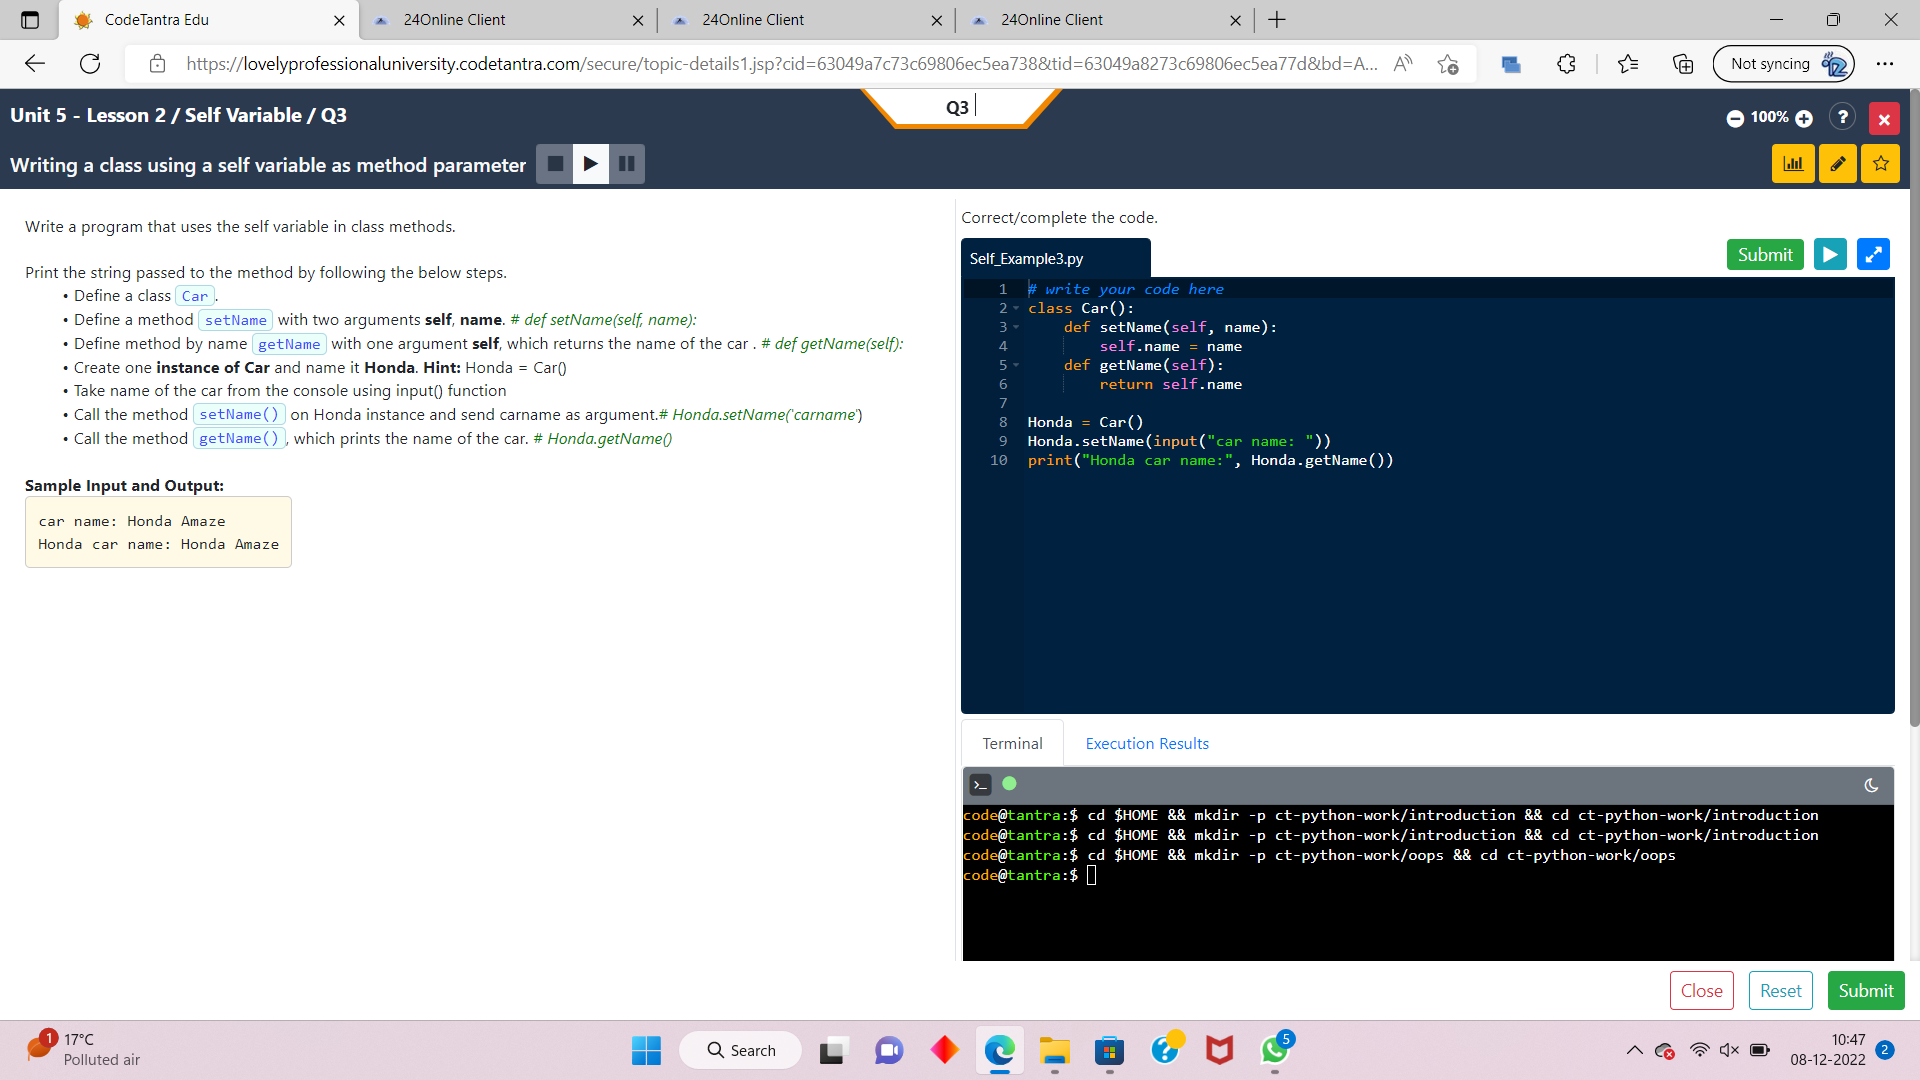 CodeTantra Edu
24Online Client
24Online Client
24Online Client
https://lovelyprofessionaluniversity.codetantra.com/secure/topic-details1.jsp?cid=63049a7c73c69806ec5ea738&tid=63049a8273c69806ec5ea77d&bd=A...
Not syncing
Unit 5 - Lesson 2 / Self Variable / Q3
Q3
100%
?
Writing a class using a self variable as method parameter
Write a program that uses the self variable in class methods.
Print the string passed to the method by following the below steps.
• Define a class Car.
• Define a method setName with two arguments self, name. # def setName(self, name):
• Define method by name getName with one argument self, which returns the name of the car . # def getName(self):
• Create one instance of Car and name it Honda. Hint: Honda = Car()
• Take name of the car from the console using input() function
• Call the method setName() on Honda instance and send carname as argument.# Honda.setName('carname')
• Call the method getName(), which prints the name of the car. # Honda.getName()
Sample Input and Output:
car name: Honda Amaze
Honda car name: Honda Amaze
Correct/complete the code.
Self_Example3.py
Submit
1 # write your code here
2 class Car():
3 def setName(self, name):
4 self.name = name
5 def getName(self):
6 return self.name
7
8 Honda = Car()
9 Honda.setName(input("car name: "))
10 print("Honda car name:", Honda.getName())
Terminal
Execution Results
code@tantra:$ cd $HOME && mkdir -p ct-python-work/introduction && cd ct-python-work/introduction
code@tantra:$ cd $HOME && mkdir -p ct-python-work/introduction && cd ct-python-work/introduction
code@tantra:$ cd $HOME && mkdir -p ct-python-work/oops && cd ct-python-work/oops
code@tantra:$
Close
Reset
Submit
1
17°C
Polluted air
Search
5
10:47
08-12-2022
2